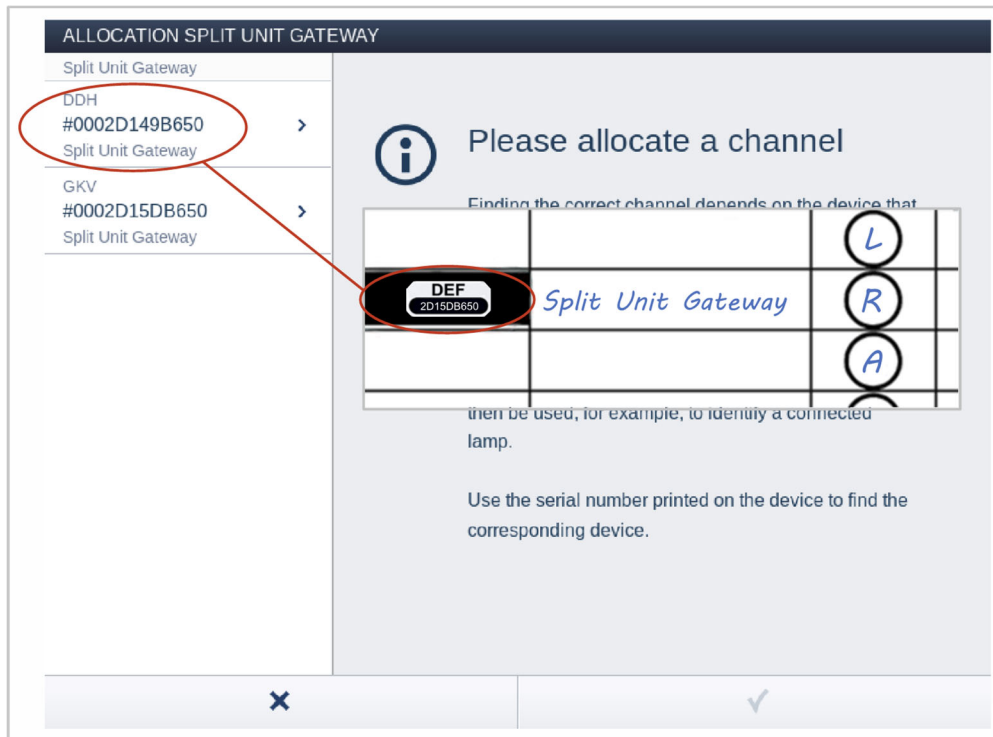 ALLOCATION SPLIT UNIT GATEWAY
Split Unit Gateway
DDH
#0002D149B650
Split Unit Gateway
GKV
#0002D15DB650
Split Unit Gateway
Please allocate a channel
Finding the correct channel depends on the device that
L
DEF
2D15DB650
Split Unit Gateway
R
A
then be used, for example, to identify a connected
lamp.
Use the serial number printed on the device to find the
corresponding device.